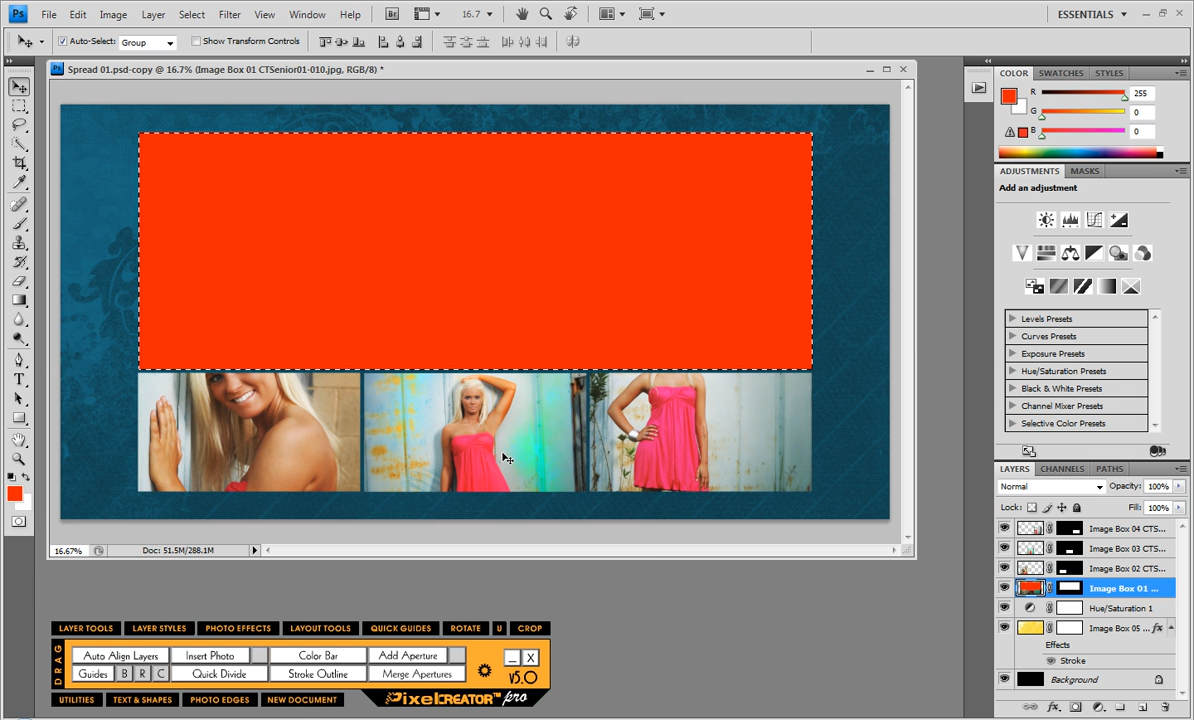 Ps File Edit Image Layer Select Filter View Window Help Br 16.7 ESSENTIALS
Auto-Select: Group Show Transform Controls
Ps Spread 01.psd-copy @ 16.7% (Image Box 01 CTSenior01-010.jpg, RGB/8) *
COLOR SWATCHES STYLES
R 255
G 0
B 0
ADJUSTMENTS MASKS
Add an adjustment
Levels Presets
Curves Presets
Exposure Presets
Hue/Saturation Presets
Black & White Presets
Channel Mixer Presets
Selective Color Presets
LAYERS CHANNELS PATHS
Normal Opacity: 100%
Lock: Fill: 100%
Image Box 04 CTS...
Image Box 03 CTS...
Image Box 02 CTS...
Image Box 01 ...
Hue/Saturation 1
Image Box 05 ... fx
Effects
Stroke
Background
T
16.67% Doc: 51.5M/288.1M
LAYER TOOLS LAYER STYLES PHOTO EFFECTS LAYOUT TOOLS QUICK GUIDES ROTATE U CROP
DRAG
Auto Align Layers Insert Photo Color Bar Add Aperture _ X
Guides B R C Quick Divide Stroke Outline Merge Apertures v5.0
UTILITIES TEXT & SHAPES PHOTO EDGES NEW DOCUMENT PixelCREATOR™ pro
fx.